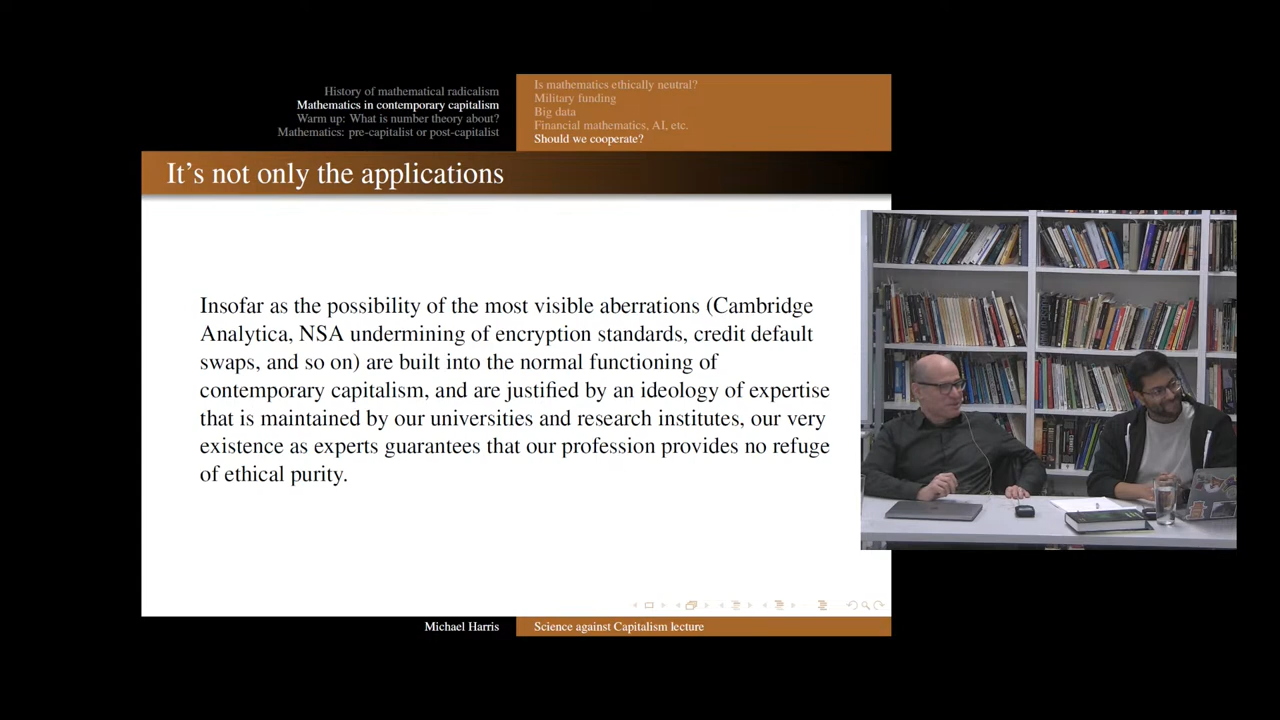 History of mathematical radicalism
Mathematics in contemporary capitalism
Warm up: What is number theory about?
Mathematics: pre-capitalist or post-capitalist
Is mathematics ethically neutral?
Military funding
Big data
Financial mathematics, AI, etc.
Should we cooperate?
It's not only the applications
Insofar as the possibility of the most visible aberrations (Cambridge
Analytica, NSA undermining of encryption standards, credit default
swaps, and so on) are built into the normal functioning of
contemporary capitalism, and are justified by an ideology of expertise
that is maintained by our universities and research institutes, our very
existence as experts guarantees that our profession provides no refuge
of ethical purity.
Michael Harris
Science against Capitalism lecture